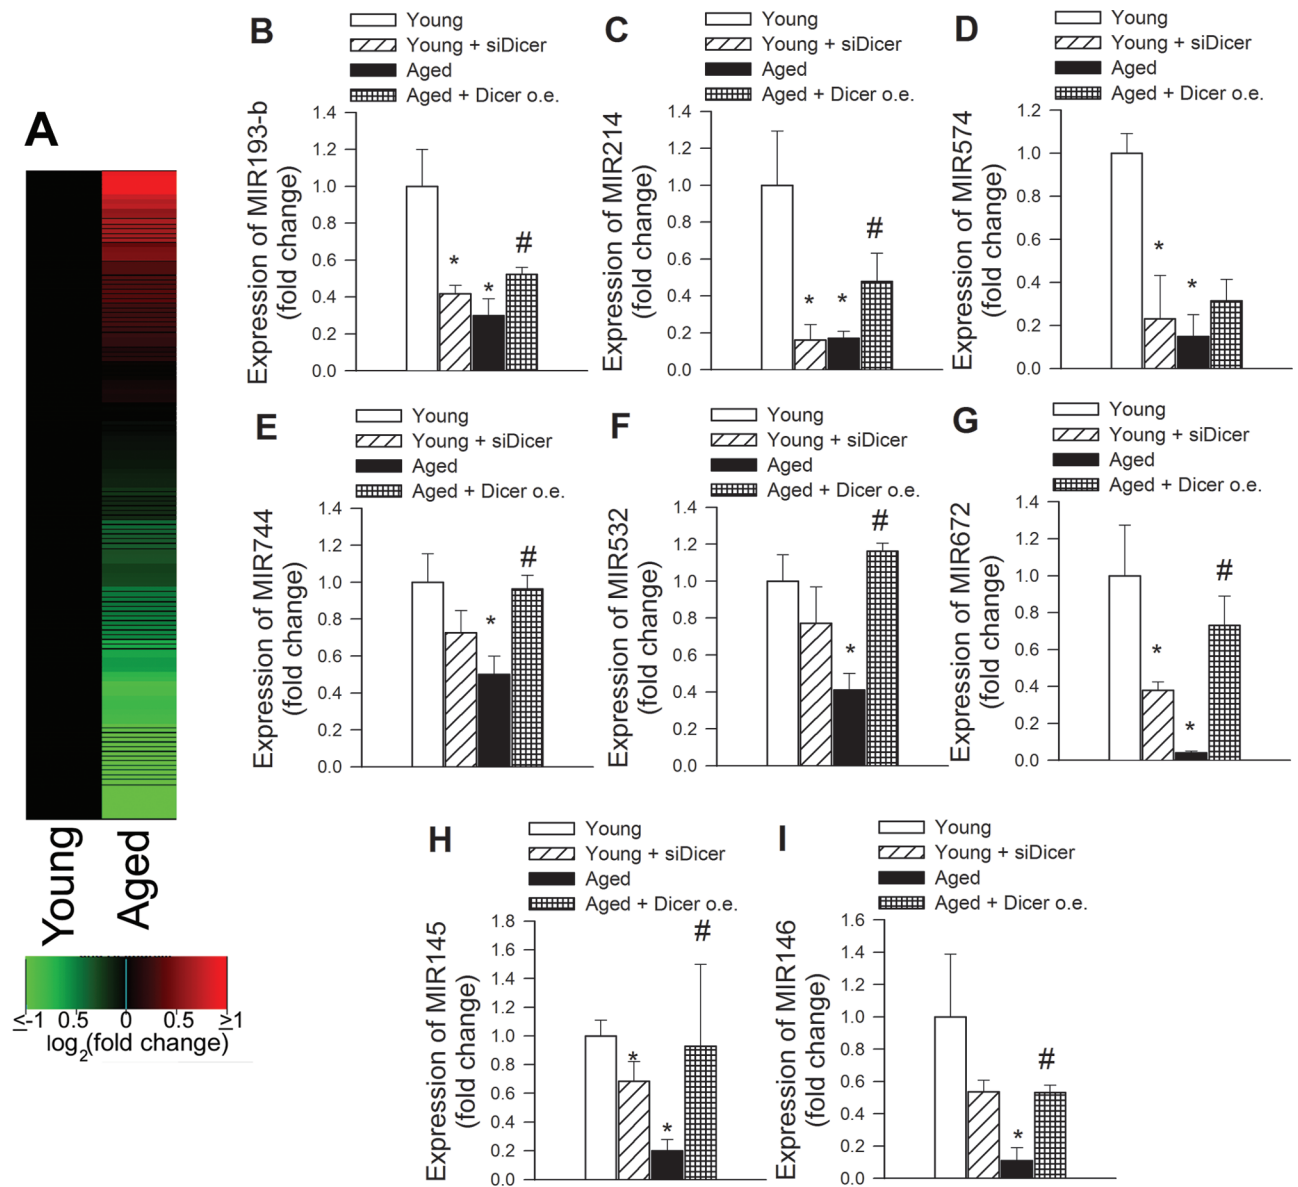 A
Young
Aged
≤-1 0.5 0 0.5 ≥1
log2(fold change)
B
Young
Young + siDicer
Aged
Aged + Dicer o.e.
Expression of MIR193-b
(fold change)
1.4
1.2
1.0
0.8
0.6
0.4
0.2
0.0
*
*
#
C
Young
Young + siDicer
Aged
Aged + Dicer o.e.
Expression of MIR214
(fold change)
1.4
1.2
1.0
0.8
0.6
0.4
0.2
0.0
*
*
#
D
Young
Young + siDicer
Aged
Aged + Dicer o.e.
Expression of MIR574
(fold change)
1.2
1.0
0.8
0.6
0.4
0.2
0.0
*
*
E
Young
Young + siDicer
Aged
Aged + Dicer o.e.
Expression of MIR744
(fold change)
1.4
1.2
1.0
0.8
0.6
0.4
0.2
0.0
*
#
F
Young
Young + siDicer
Aged
Aged + Dicer o.e.
Expression of MIR532
(fold change)
1.4
1.2
1.0
0.8
0.6
0.4
0.2
0.0
*
#
G
Young
Young + siDicer
Aged
Aged + Dicer o.e.
Expression of MIR672
(fold change)
1.4
1.2
1.0
0.8
0.6
0.4
0.2
0.0
*
*
#
H
Young
Young + siDicer
Aged
Aged + Dicer o.e.
Expression of MIR145
(fold change)
1.8
1.4
1.2
1.0
0.8
0.6
0.4
0.2
0.0
*
*
#
I
Young
Young + siDicer
Aged
Aged + Dicer o.e.
Expression of MIR146
(fold change)
1.6
1.4
1.2
1.0
0.8
0.6
0.4
0.2
0.0
*
#